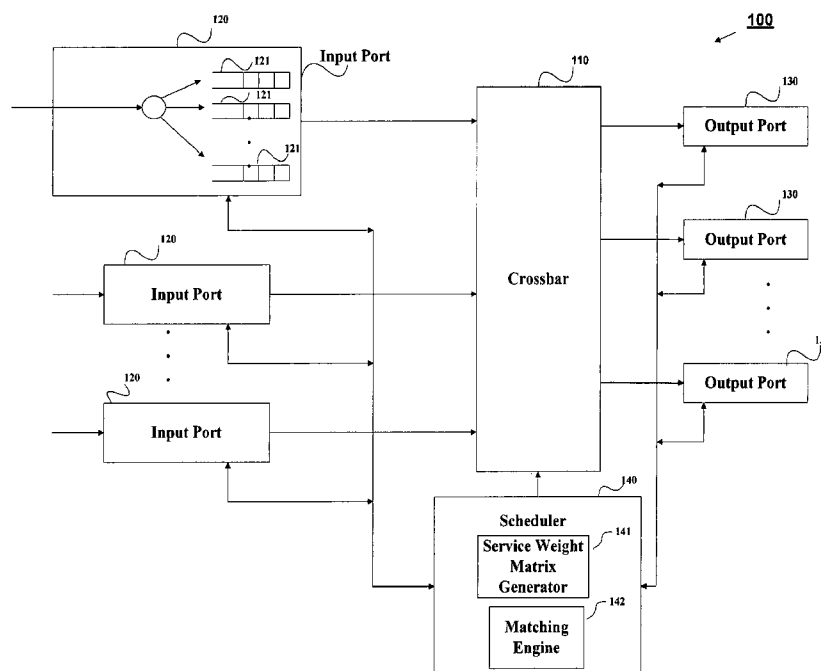 100
120
Input Port
121
121
121
110
Crossbar
130
Output Port
130
Output Port
Output Port
120
Input Port
120
Input Port
140
Scheduler
141
Service Weight
Matrix
Generator
142
Matching
Engine